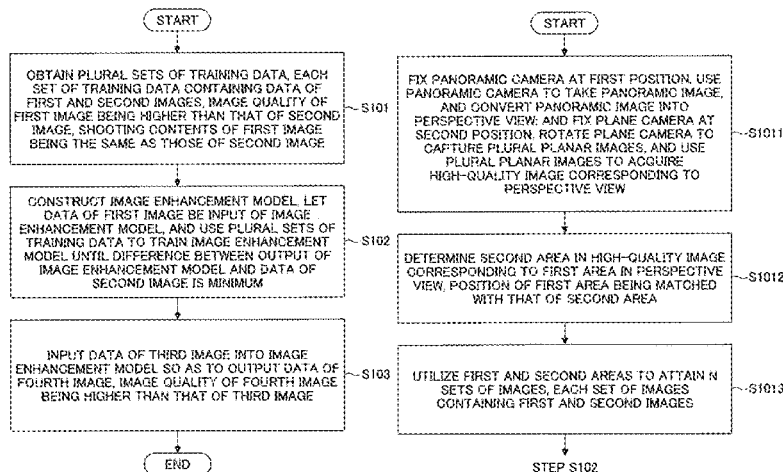 START
OBTAIN PLURAL SETS OF TRAINING DATA, EACH
SET OF TRAINING DATA CONTAINING DATA OF
FIRST AND SECOND IMAGES, IMAGE QUALITY OF
FIRST IMAGE BEING HIGHER THAN THAT OF SECOND
IMAGE, SHOOTING CONTENTS OF FIRST IMAGE
BEING THE SAME AS THOSE OF SECOND IMAGE
S101
CONSTRUCT IMAGE ENHANCEMENT MODEL, LET
DATA OF FIRST IMAGE BE INPUT OF IMAGE
ENHANCEMENT MODEL, AND USE PLURAL SETS OF
TRAINING DATA TO TRAIN IMAGE ENHANCEMENT
MODEL UNTIL DIFFERENCE BETWEEN OUTPUT
OF IMAGE ENHANCEMENT MODEL AND DATA OF
SECOND IMAGE IS MINIMUM
S102
INPUT DATA OF THIRD IMAGE INTO IMAGE
ENHANCEMENT MODEL SO AS TO OUTPUT DATA OF
FOURTH IMAGE, IMAGE QUALITY OF FOURTH IMAGE
BEING HIGHER THAN THAT OF THIRD IMAGE
S103
END
START
FIX PANORAMIC CAMERA AT FIRST POSITION, USE
PANORAMIC CAMERA TO TAKE PANORAMIC IMAGE,
AND CONVERT PANORAMIC IMAGE INTO
PERSPECTIVE VIEW; AND FIX PLANE CAMERA AT
SECOND POSITION, ROTATE PLANE CAMERA TO
CAPTURE PLURAL PLANAR IMAGES, AND USE
PLURAL PLANAR IMAGES TO ACQUIRE
HIGH-QUALITY IMAGE CORRESPONDING TO
PERSPECTIVE VIEW
S1011
DETERMINE SECOND AREA IN HIGH-QUALITY IMAGE
CORRESPONDING TO FIRST AREA IN PERSPECTIVE
VIEW, POSITION OF FIRST AREA BEING MATCHED
WITH THAT OF SECOND AREA
S1012
UTILIZE FIRST AND SECOND AREAS TO ATTAIN N
SETS OF IMAGES, EACH SET OF IMAGES
CONTAINING FIRST AND SECOND IMAGES
S1013
STEP S102